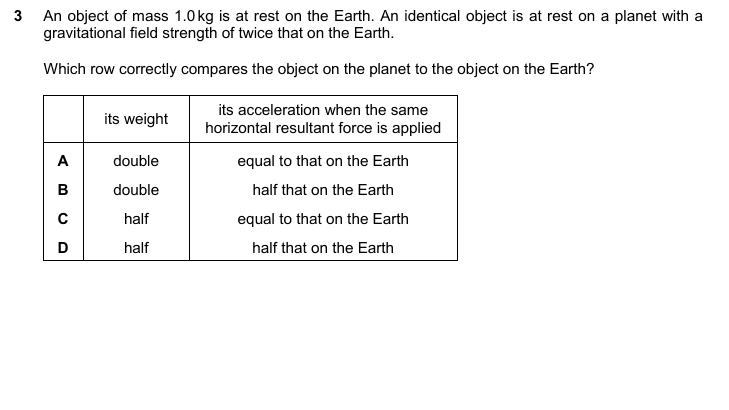 3 An object of mass 1.0 kg is at rest on the Earth. An identical object is at rest on a planet with a
gravitational field strength of twice that on the Earth.
Which row correctly compares the object on the planet to the object on the Earth?
its weight its acceleration when the same
horizontal resultant force is applied
A double equal to that on the Earth
B double half that on the Earth
C half equal to that on the Earth
D half half that on the Earth